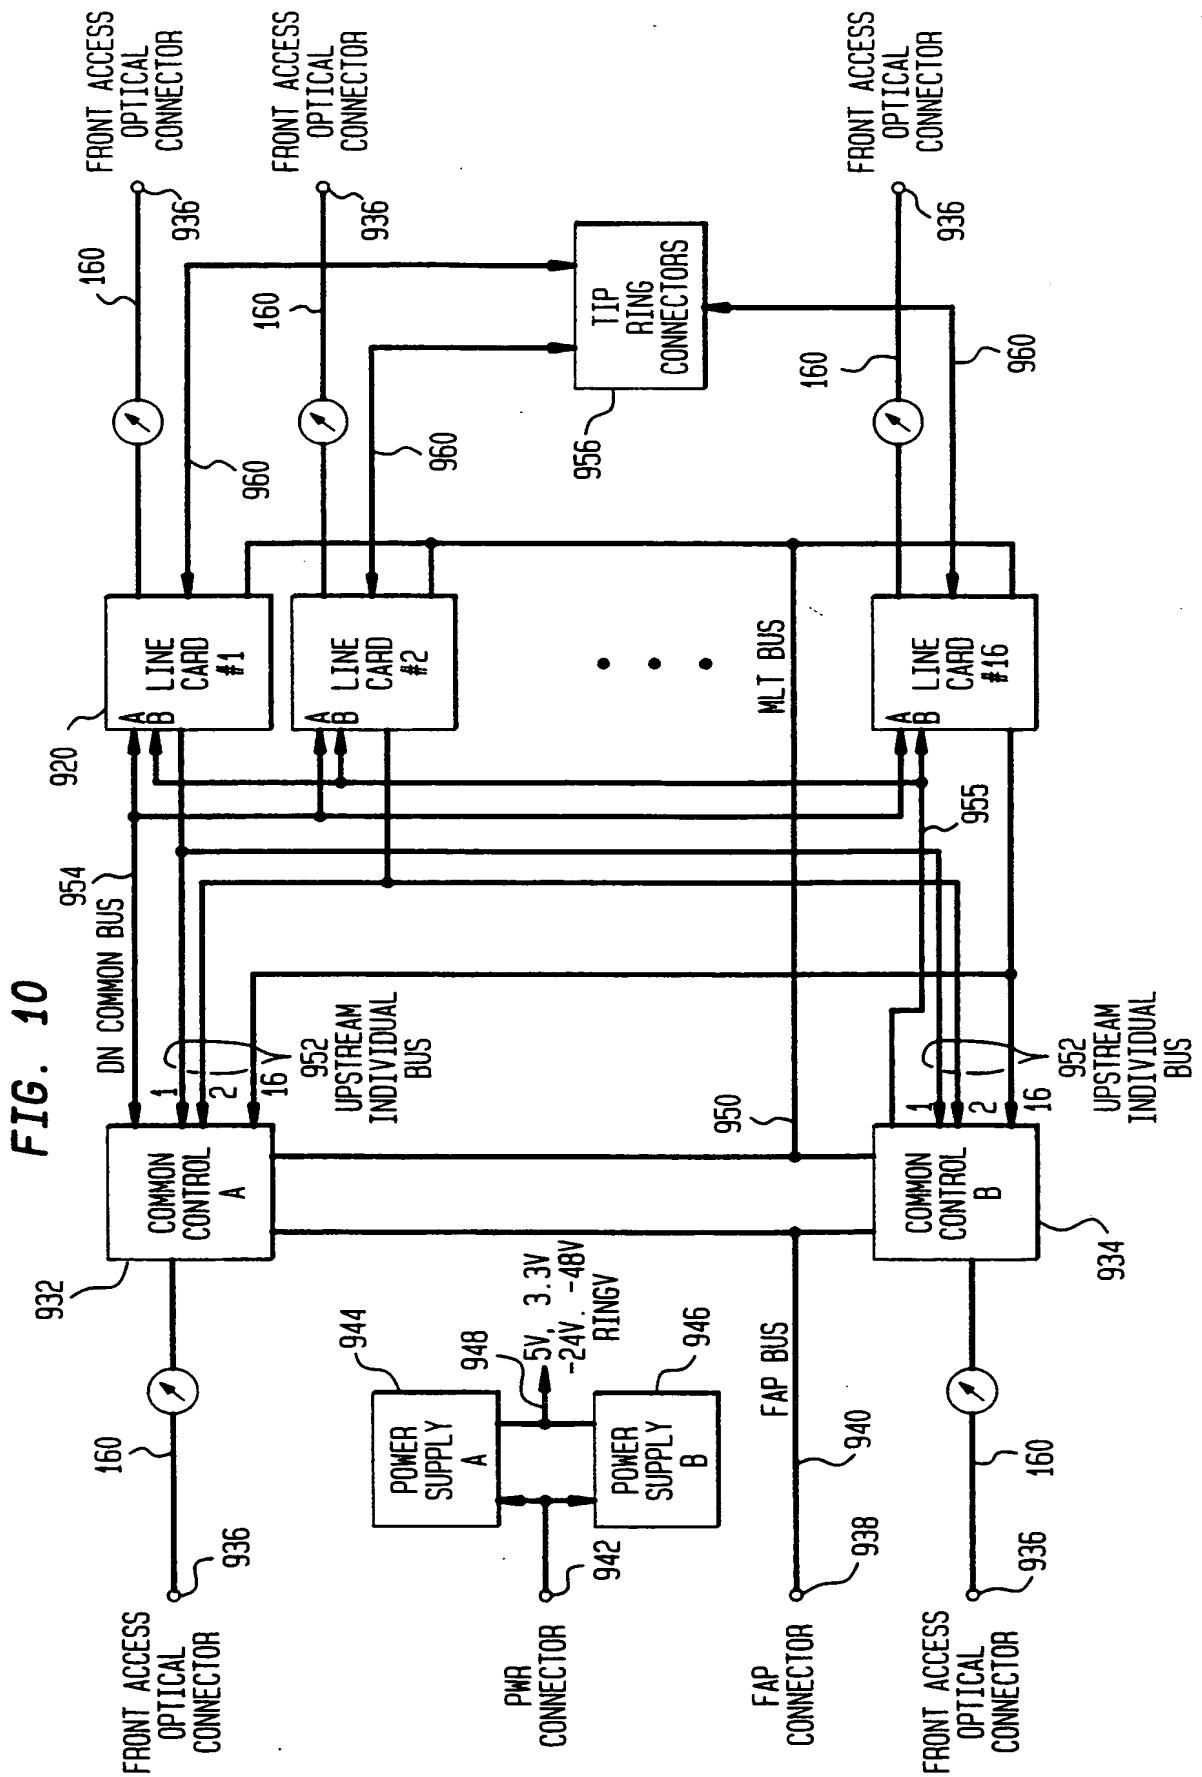 FIG. 10
FRONT ACCESS
OPTICAL
CONNECTOR
936
160
932
COMMON
CONTROL
A
DN COMMON BUS
954
1
2
16
952
UPSTREAM
INDIVIDUAL
BUS
920
A
B
LINE
CARD
#1
160
936
FRONT ACCESS
OPTICAL
CONNECTOR
960
A
B
LINE
CARD
#2
160
936
FRONT ACCESS
OPTICAL
CONNECTOR
960
PWR
CONNECTOR
942
944
POWER
SUPPLY
A
948
5V, 3.3V
-24V. -48V
RINGV
POWER
SUPPLY
B
946
956
TIP
RING
CONNECTORS
FAP
CONNECTOR
938
940
FAP BUS
950
MLT BUS
FRONT ACCESS
OPTICAL
CONNECTOR
936
160
COMMON
CONTROL
B
934
1
2
16
952
UPSTREAM
INDIVIDUAL
BUS
955
A
B
LINE
CARD
#16
160
960
936
FRONT ACCESS
OPTICAL
CONNECTOR